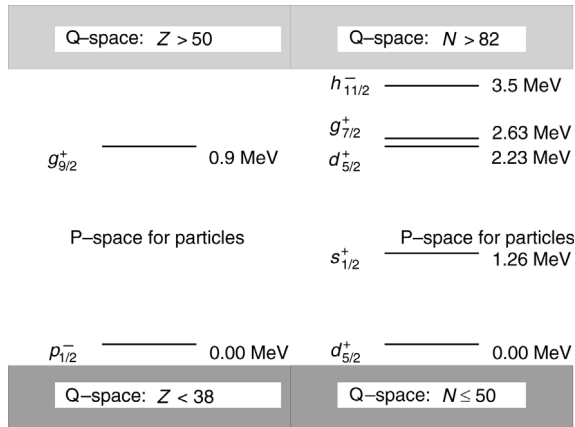 Q–space: Z > 50
Q–space: N > 82
h⁻11/2 3.5 MeV
g⁺7/2 2.63 MeV
g⁺9/2 0.9 MeV
d⁺5/2 2.23 MeV
P–space for particles
P–space for particles
s⁺1/2 1.26 MeV
p⁻1/2 0.00 MeV
d⁺5/2 0.00 MeV
Q–space: Z < 38
Q–space: N ≤ 50